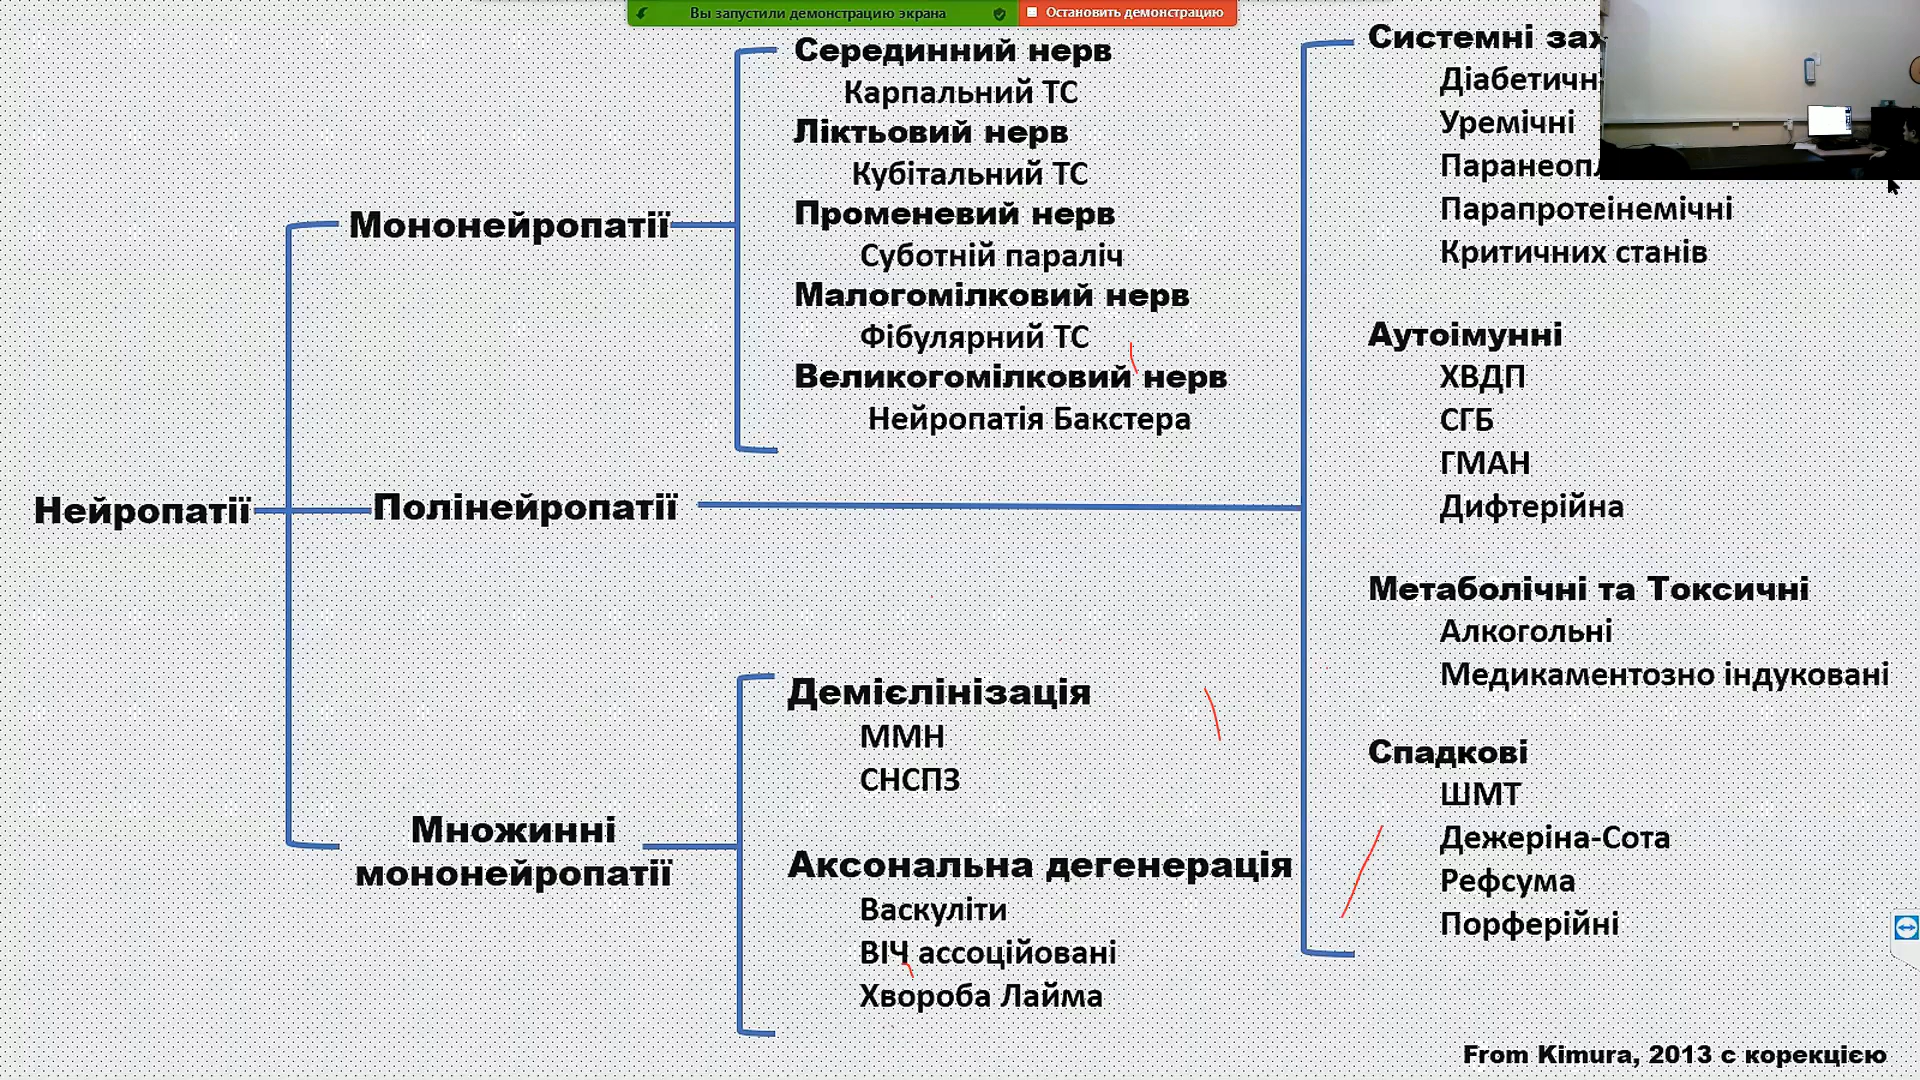 Вы запустили демонстрацию экрана
Остановить демонстрацию
Нейропатії
Мононейропатії
Серединний нерв
Карпальний ТС
Ліктьовий нерв
Кубітальний ТС
Променевий нерв
Суботній параліч
Малогомілковий нерв
Фібулярний ТС
Великогомілковий нерв
Нейропатія Бакстера
Полінейропатії
Системні
Уремічні
Парапротеінемічні
Критичних станів
Аутоімунні
ХВДП
СГБ
ГМАН
Дифтерійна
Метаболічні та Токсичні
Алкогольні
Медикаментозно індуковані
Спадкові
ШМТ
Дежеріна-Сота
Рефсума
Порферійні
Множинні
мононейропатії
Демієлінізація
ММН
СНСПЗ
Аксональна дегенерація
Васкуліти
ВІЧ ассоційовані
Хвороба Лайма
From Kimura, 2013 с корекцією